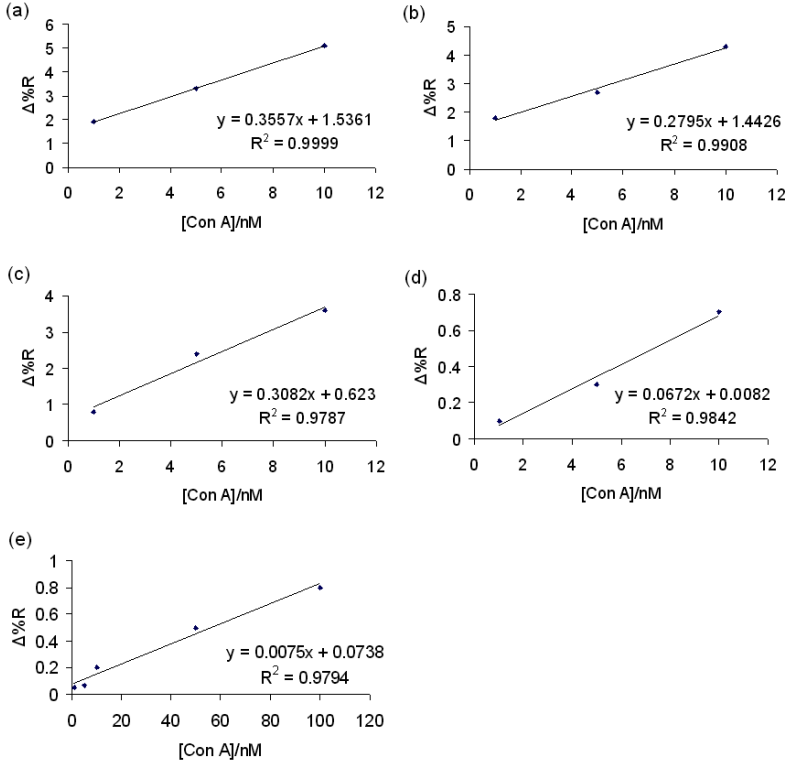 (a)
6
5
4
3
2
1
0
Δ%R
y = 0.3557x + 1.5361
R² = 0.9999
0 2 4 6 8 10 12
[Con A]/nM
(b)
5
4
3
2
1
0
Δ%R
y = 0.2795x + 1.4426
R² = 0.9908
0 2 4 6 8 10 12
[Con A]/nM
(c)
4
3
2
1
0
Δ%R
y = 0.3082x + 0.623
R² = 0.9787
0 2 4 6 8 10 12
[Con A]/nM
(d)
0.8
0.6
0.4
0.2
0
Δ%R
y = 0.0672x + 0.0082
R² = 0.9842
0 2 4 6 8 10 12
[Con A]/nM
(e)
1
0.8
0.6
0.4
0.2
0
Δ%R
y = 0.0075x + 0.0738
R² = 0.9794
0 20 40 60 80 100 120
[Con A]/nM